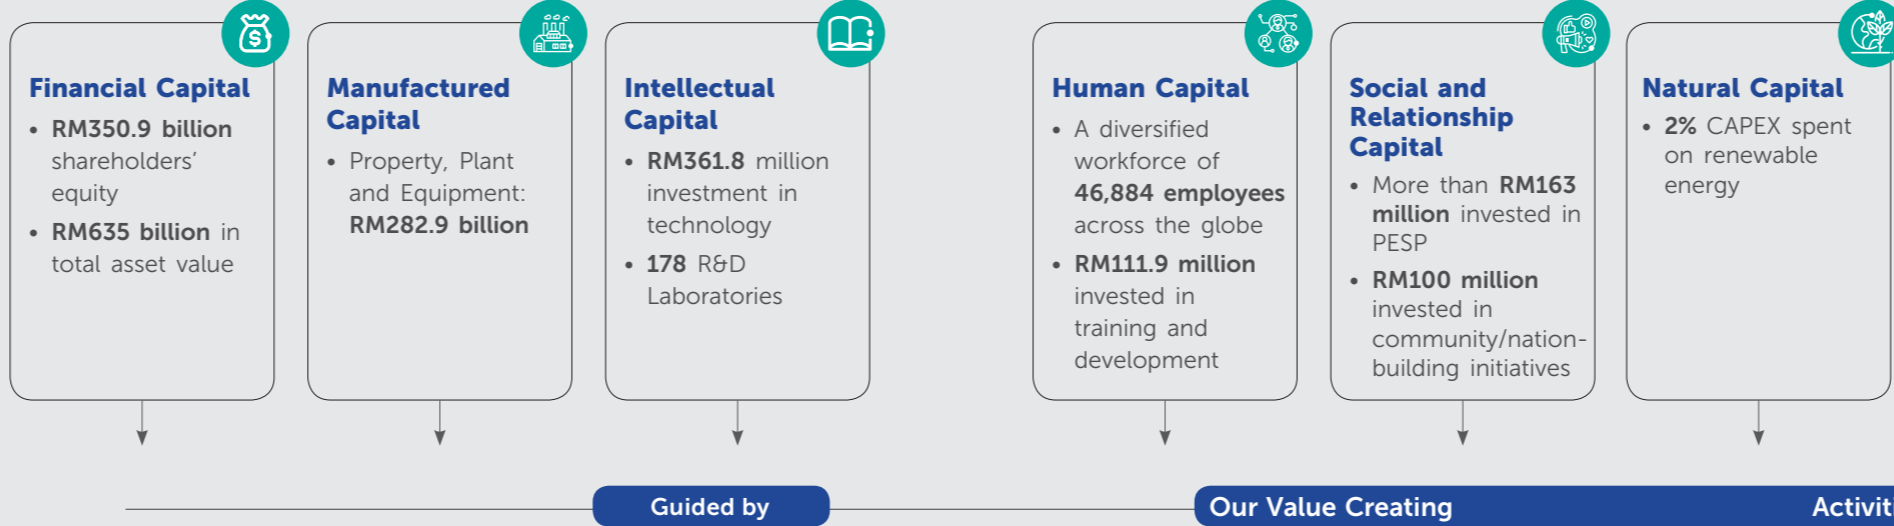 Financial Capital
• RM350.9 billion
shareholders’
equity
• RM635 billion in
total asset value
Manufactured
Capital
• Property, Plant
and Equipment:
RM282.9 billion
Intellectual
Capital
• RM361.8 million
investment in
technology
• 178 R&D
Laboratories
Human Capital
• A diversified
workforce of
46,884 employees
across the globe
• RM111.9 million
invested in
training and
development
Social and
Relationship
Capital
• More than RM163
million invested in
PESP
• RM100 million
invested in
community/nation-
building initiatives
Natural Capital
• 2% CAPEX spent
on renewable
energy
Guided by
Our Value Creating Activiti